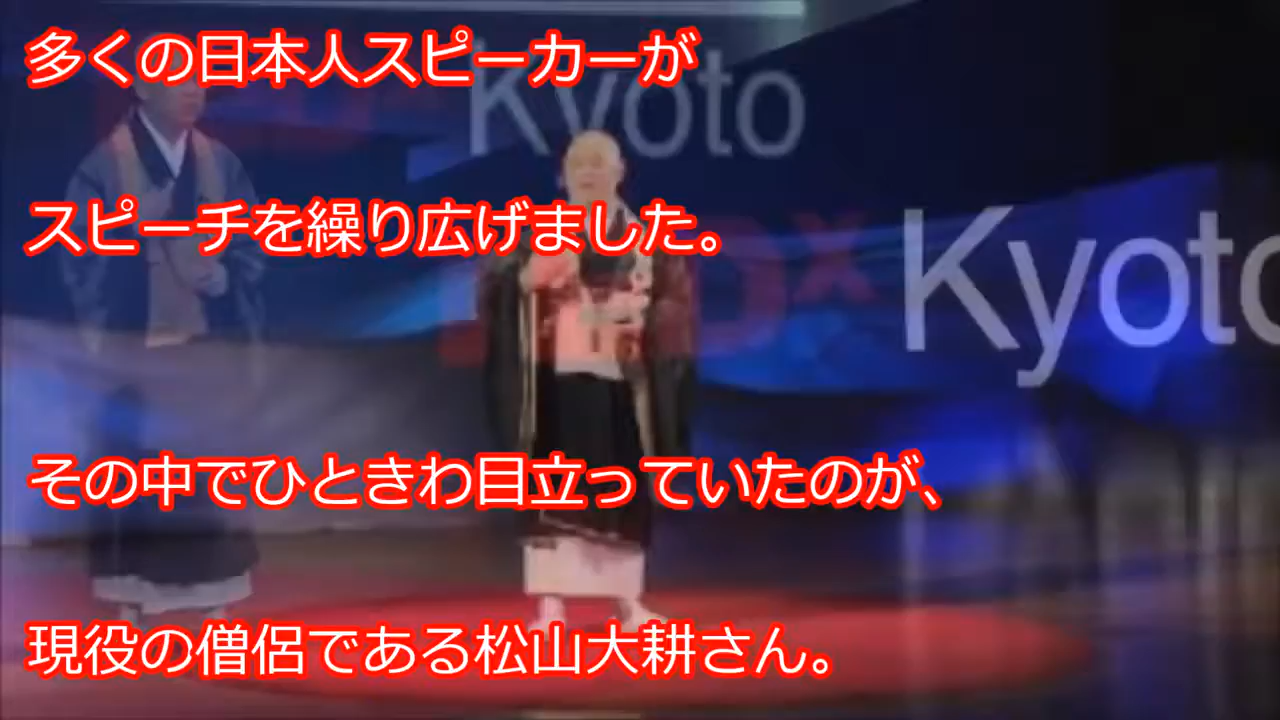 多くの日本人スピーカーが
Kyoto
スピーチを繰り広げました。
Kyoto
その中でひときわ目立っていたのが、
現役の僧侶である松山大耕さん。